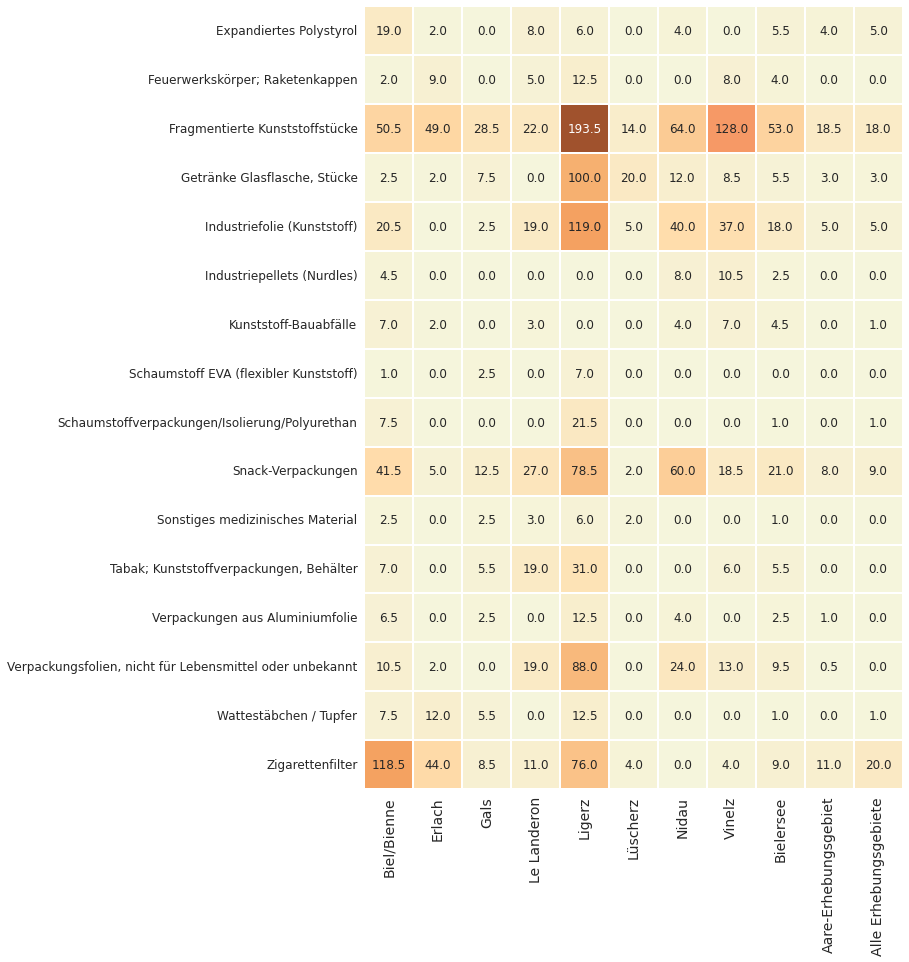 Expandiertes Polystyrol 19.0 2.0 0.0 8.0 6.0 0.0 4.0 0.0 5.5 4.0 5.0
Feuerwerkskörper; Raketenkappen 2.0 9.0 0.0 5.0 12.5 0.0 0.0 8.0 4.0 0.0 0.0
Fragmentierte Kunststoffstücke 50.5 49.0 28.5 22.0 193.5 14.0 64.0 128.0 53.0 18.5 18.0
Getränke Glasflasche, Stücke 2.5 2.0 7.5 0.0 100.0 20.0 12.0 8.5 5.5 3.0 3.0
Industriefolie (Kunststoff) 20.5 0.0 2.5 19.0 119.0 5.0 40.0 37.0 18.0 5.0 5.0
Industriepellets (Nurdles) 4.5 0.0 0.0 0.0 0.0 0.0 8.0 10.5 2.5 0.0 0.0
Kunststoff-Bauabfälle 7.0 2.0 0.0 3.0 0.0 0.0 4.0 7.0 4.5 0.0 1.0
Schaumstoff EVA (flexibler Kunststoff) 1.0 0.0 2.5 0.0 7.0 0.0 0.0 0.0 0.0 0.0 0.0
Schaumstoffverpackungen/Isolierung/Polyurethan 7.5 0.0 0.0 0.0 21.5 0.0 0.0 0.0 1.0 0.0 1.0
Snack-Verpackungen 41.5 5.0 12.5 27.0 78.5 2.0 60.0 18.5 21.0 8.0 9.0
Sonstiges medizinisches Material 2.5 0.0 2.5 3.0 6.0 2.0 0.0 0.0 1.0 0.0 0.0
Tabak; Kunststoffverpackungen, Behälter 7.0 0.0 5.5 19.0 31.0 0.0 0.0 6.0 5.5 0.0 0.0
Verpackungen aus Aluminiumfolie 6.5 0.0 2.5 0.0 12.5 0.0 4.0 0.0 2.5 1.0 0.0
Verpackungsfolien, nicht für Lebensmittel oder unbekannt 10.5 2.0 0.0 19.0 88.0 0.0 24.0 13.0 9.5 0.5 0.0
Wattestäbchen / Tupfer 7.5 12.0 5.5 0.0 12.5 0.0 0.0 0.0 1.0 0.0 1.0
Zigarettenfilter 118.5 44.0 8.5 11.0 76.0 4.0 0.0 4.0 9.0 11.0 20.0
Biel/Bienne
Erlach
Gals
Le Landeron
Ligerz
Lüscherz
Nidau
Vinelz
Bielersee
Aare-Erhebungsgebiet
Alle Erhebungsgebiete